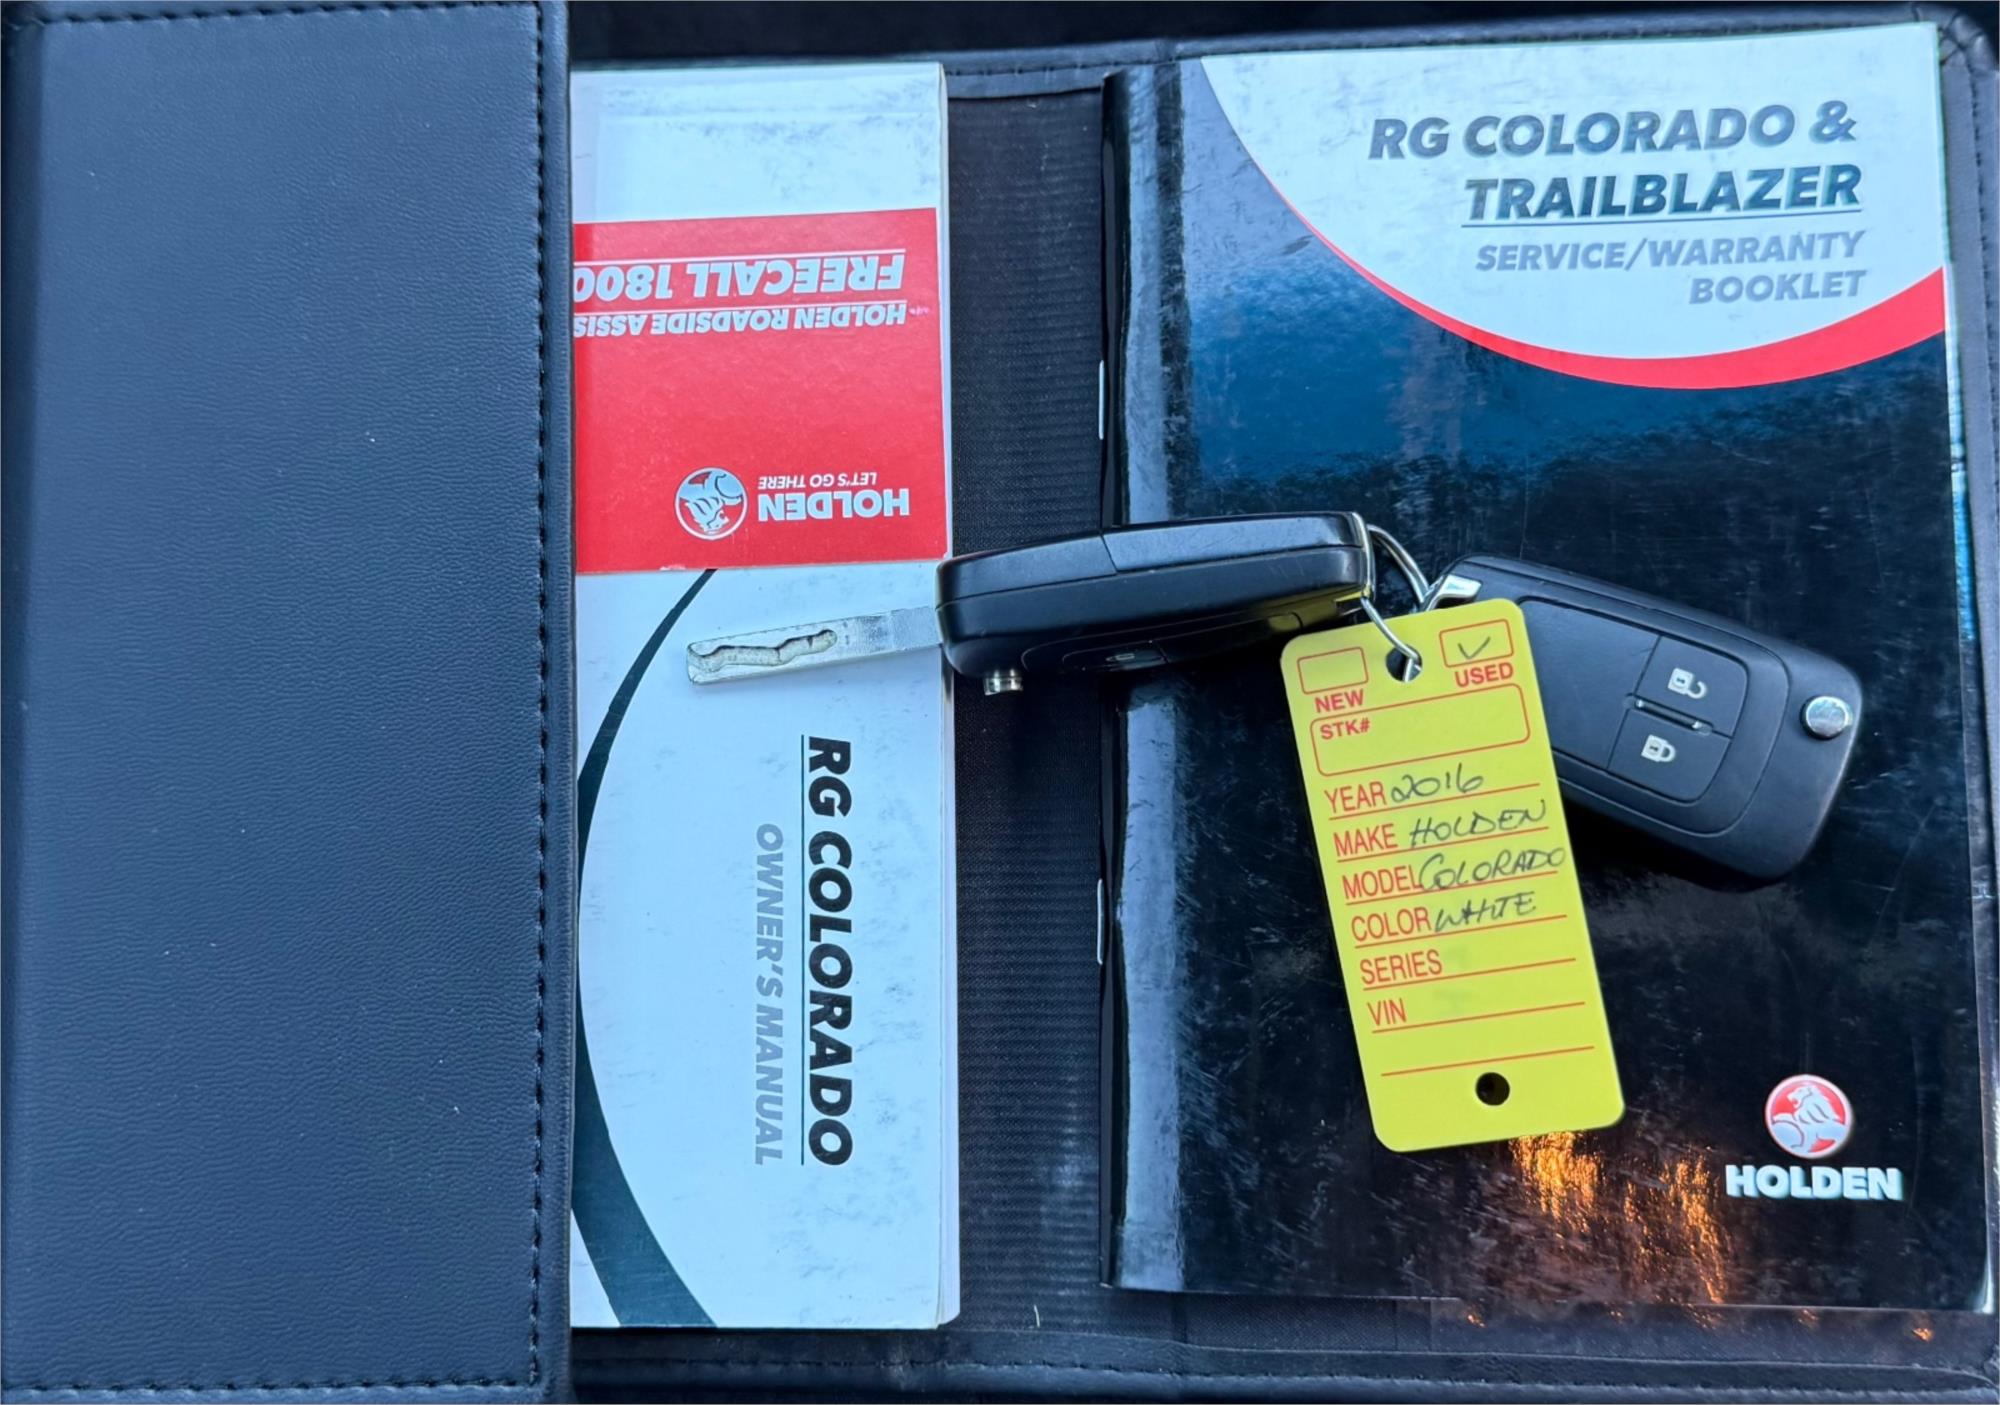 FREECALL 1800
HOLDEN ROADSIDE ASSIS
HOLDEN
LET'S GO THERE
RG COLORADO
OWNER'S MANUAL
RG COLORADO &
TRAILBLAZER
SERVICE/WARRANTY
BOOKLET
NEW
USED
STK#
YEAR 2016
MAKE HOLDEN
MODEL COLORADO
COLOR WHITE
SERIES
VIN
HOLDEN